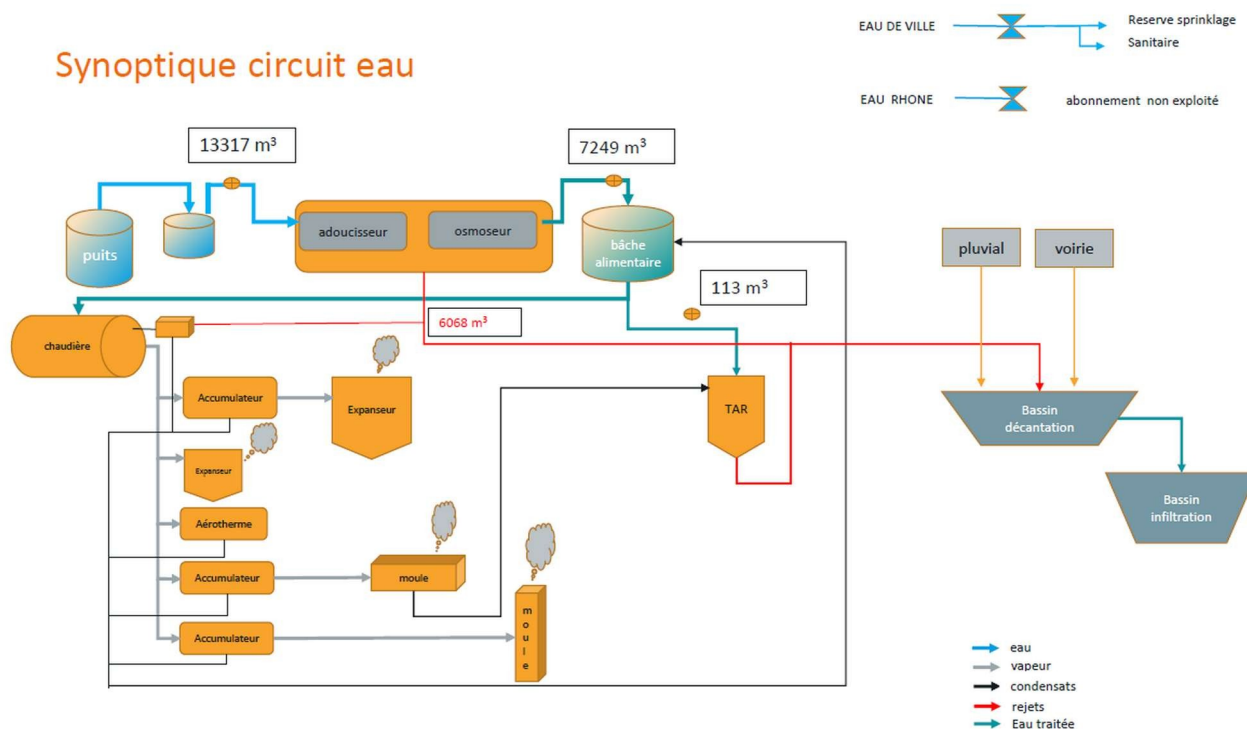 EAU DE VILLE
Reserve sprinklage
Sanitaire
Synoptique circuit eau
EAU RHONE
abonnement non exploité
13317 m³
7249 m³
puits
adoucisseur
osmoseur
bâche
alimentaire
pluvial
voirie
113 m³
6068 m³
chaudière
Accumulateur
Expanseur
TAR
Bassin
décantation
Expanseur
Bassin
infiltration
Aérotherme
Accumulateur
moule
moule
Accumulateur
eau
vapeur
condensats
rejets
Eau traitée